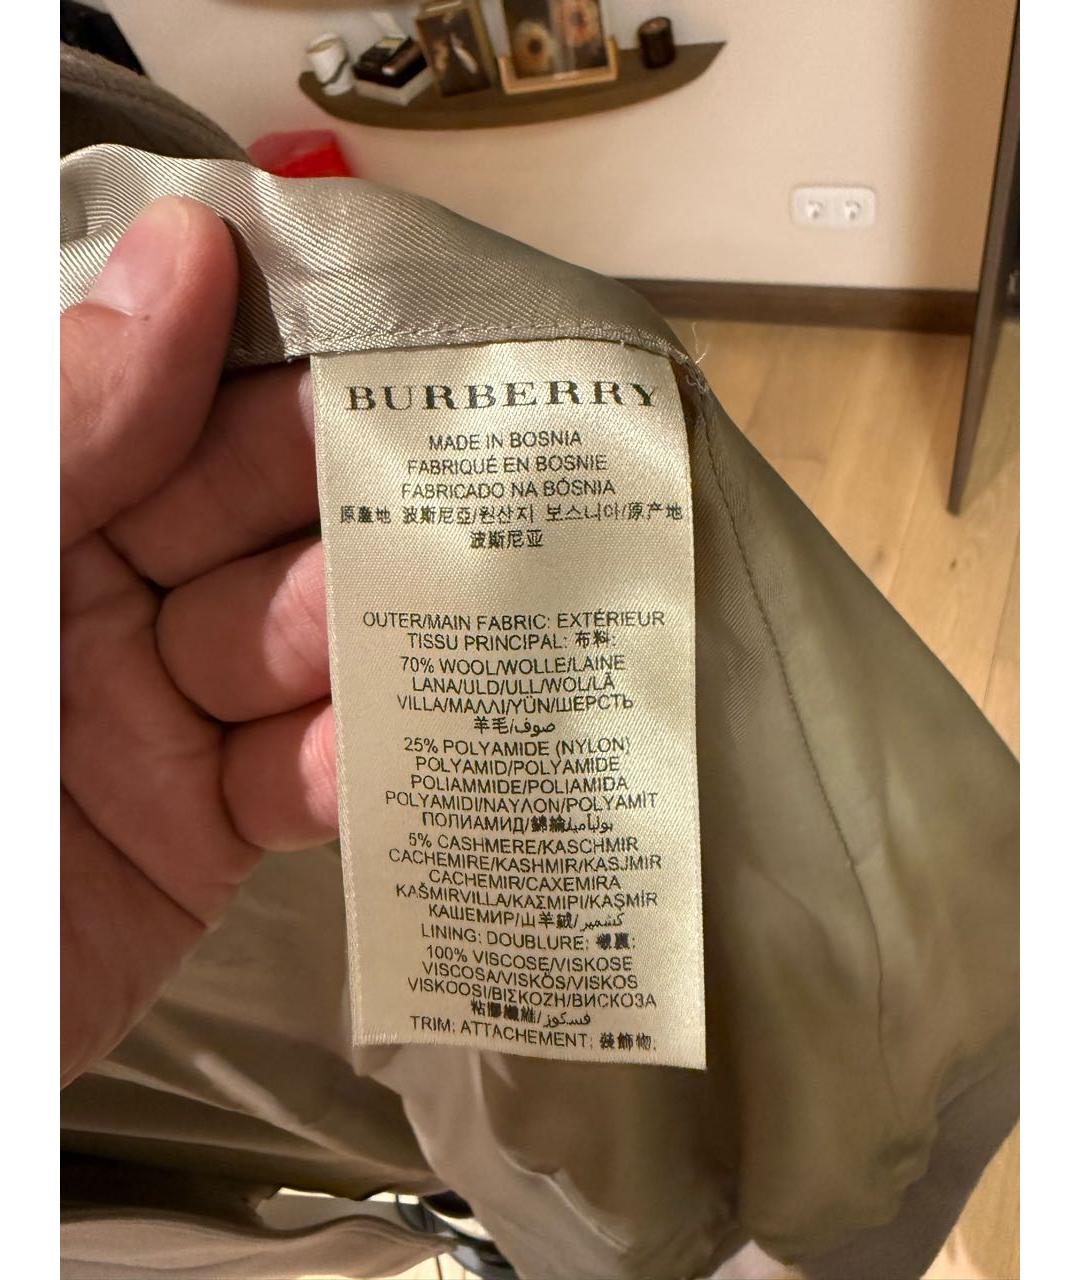 BURBERRY
MADE IN BOSNIA
FABRIQUÉ EN BOSNIE
FABRICADO NA BÓSNIA
原產地 波斯尼亞/원산지 보스니아/原产地
波斯尼亚
OUTER/MAIN FABRIC: EXTÉRIEUR
TISSU PRINCIPAL: 布料:
70% WOOL/WOLLE/LAINE
LANA/ULD/ULL/WOL/LÃ
VILLA/ΜΑΛΛΙ/YÜN/ШЕРСТЬ
羊毛/صوف
25% POLYAMIDE (NYLON)
POLYAMID/POLYAMIDE
POLIAMMIDE/POLIAMIDA
POLYAMIDI/ΝΑΥΛΟΝ/POLYAMİT
ПОЛИАМИД/錦綸/بوليأميد
5% CASHMERE/KASCHMIR
CACHEMIRE/KASHMIR/KASJMIR
CACHEMIR/CAXEMIRA
KAŠMIRVILLA/ΚΑΣΜΙΡΙ/KAŞMİR
КАШЕМИР/山羊絨/كشمير
LINING: DOUBLURE: 襯裏:
100% VISCOSE/VISKOSE
VISCOSA/VISKÓS/VISKOS
VISKOOSI/ΒΙΣΚΟΖΗ/ВИСКОЗА
粘膠纖維/فسكوز
TRIM: ATTACHEMENT: 裝飾物: